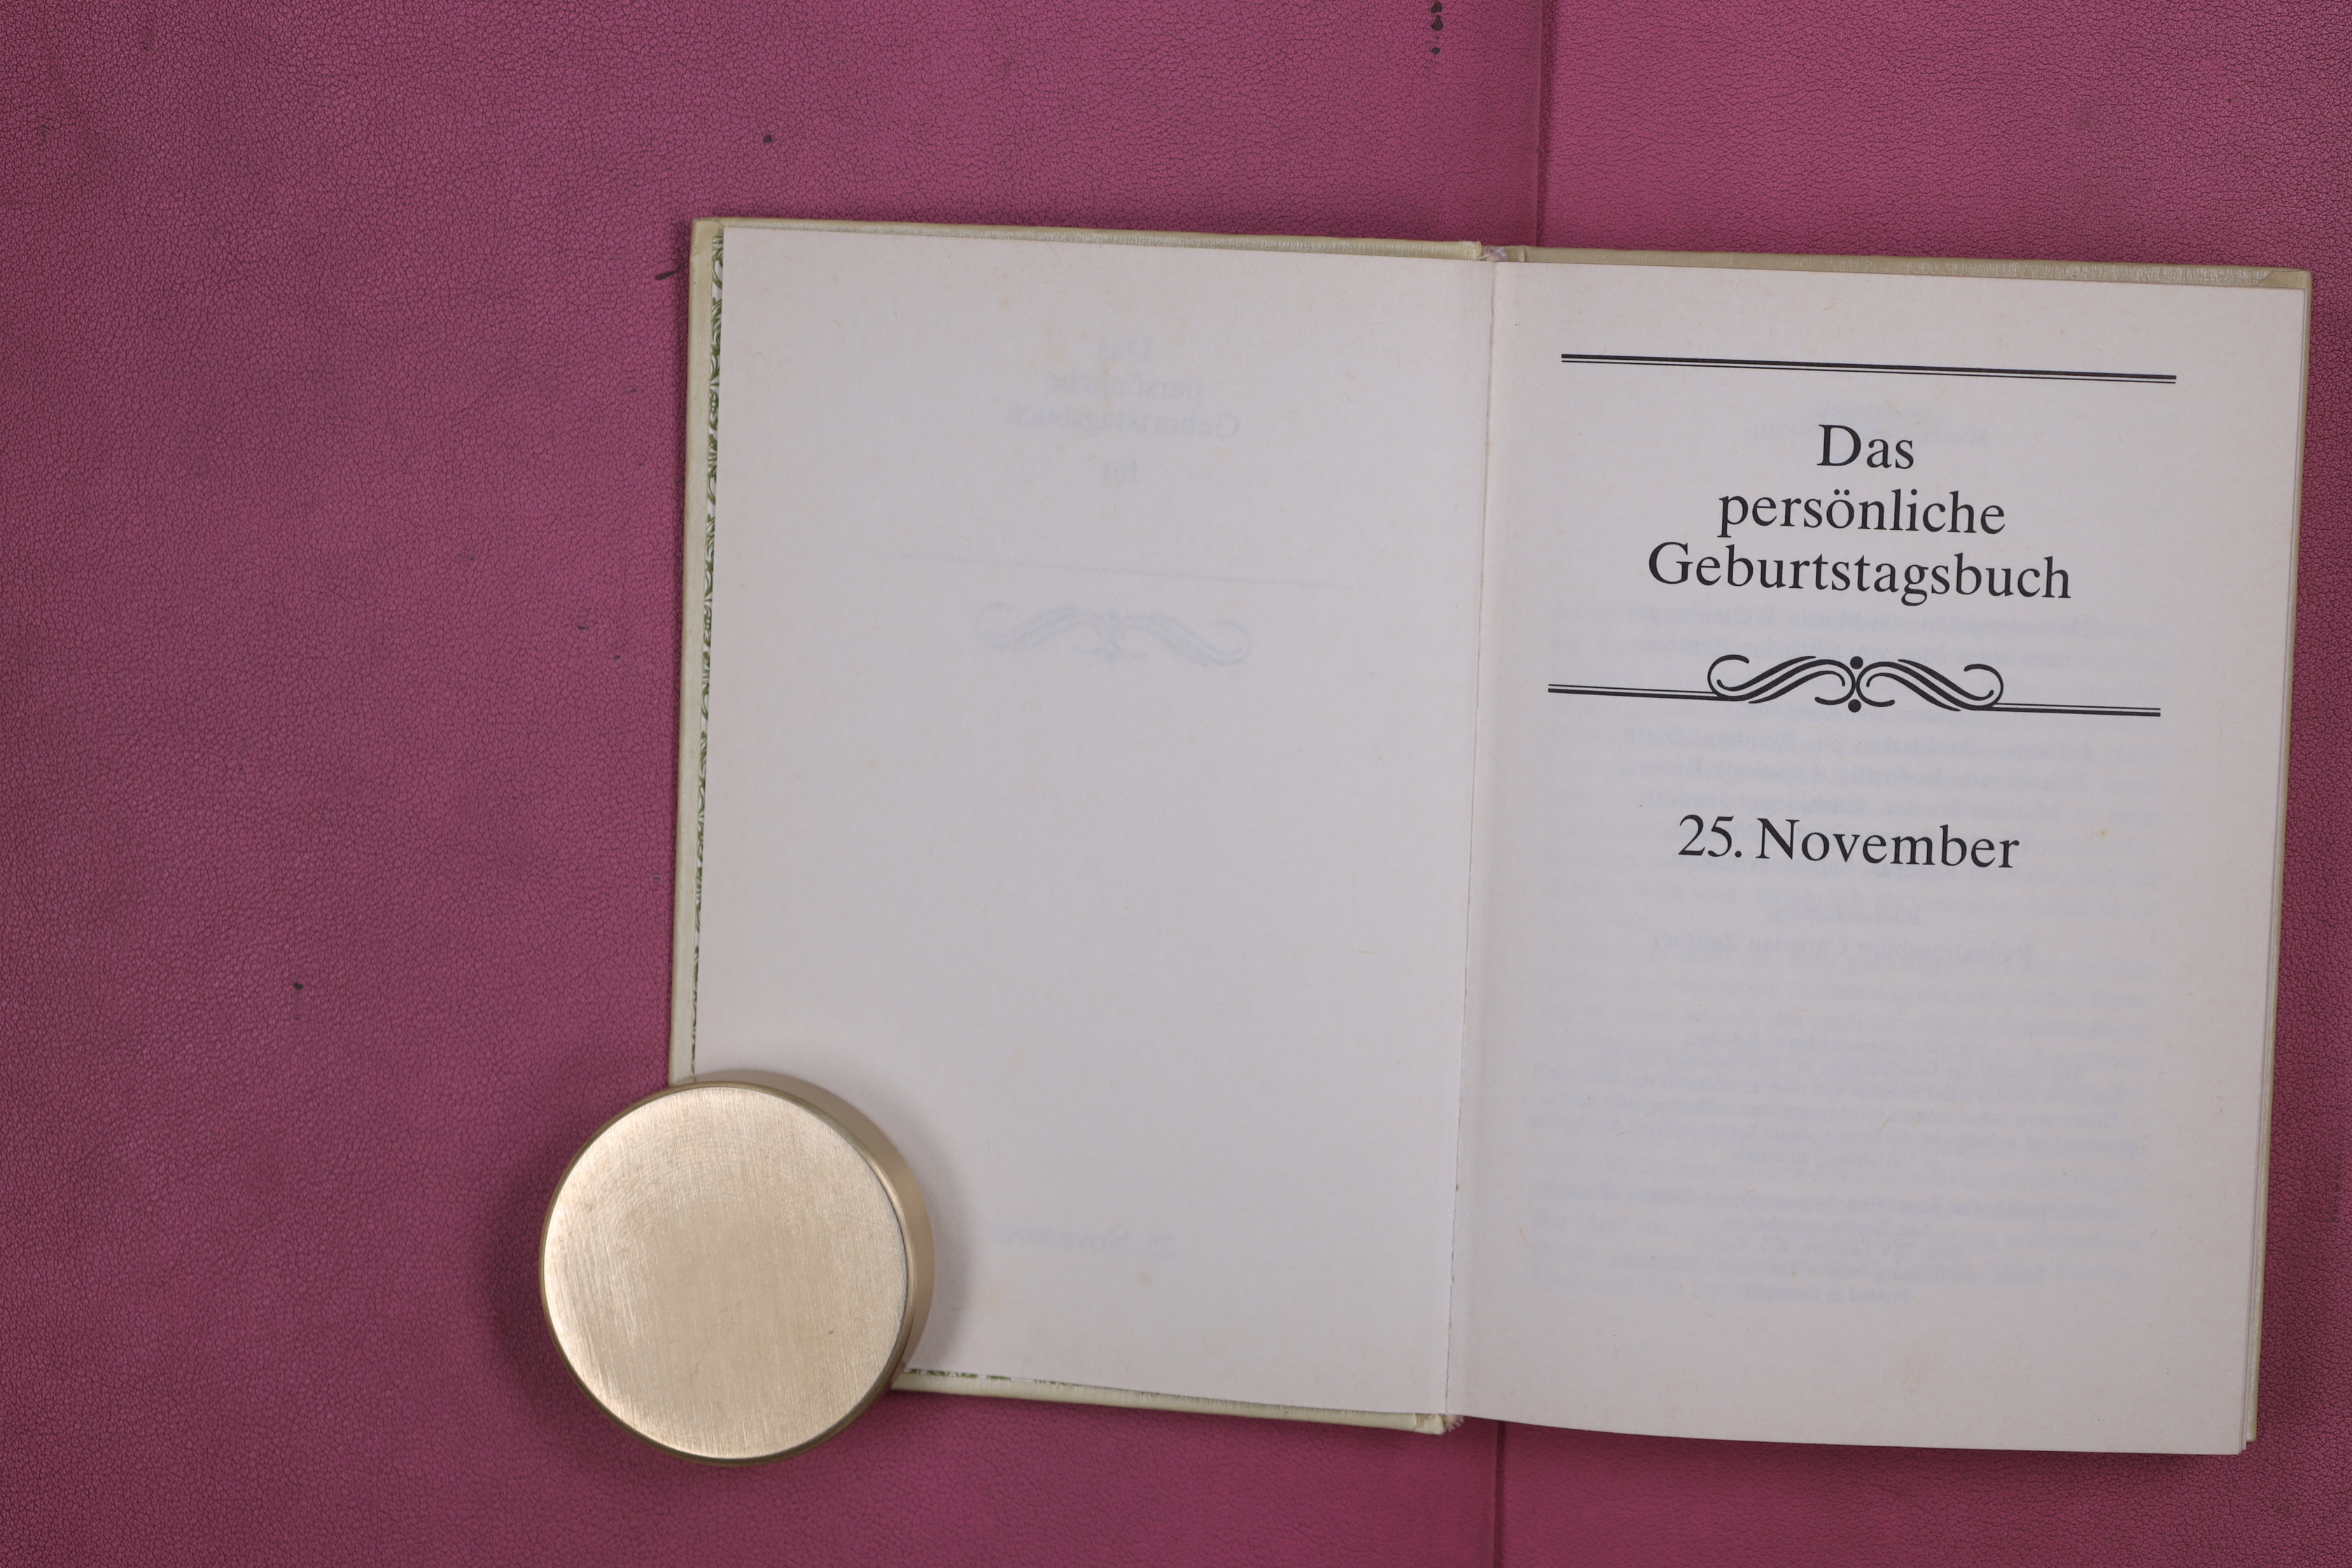 Das
persönliche
Geburtstagsbuch
25. November